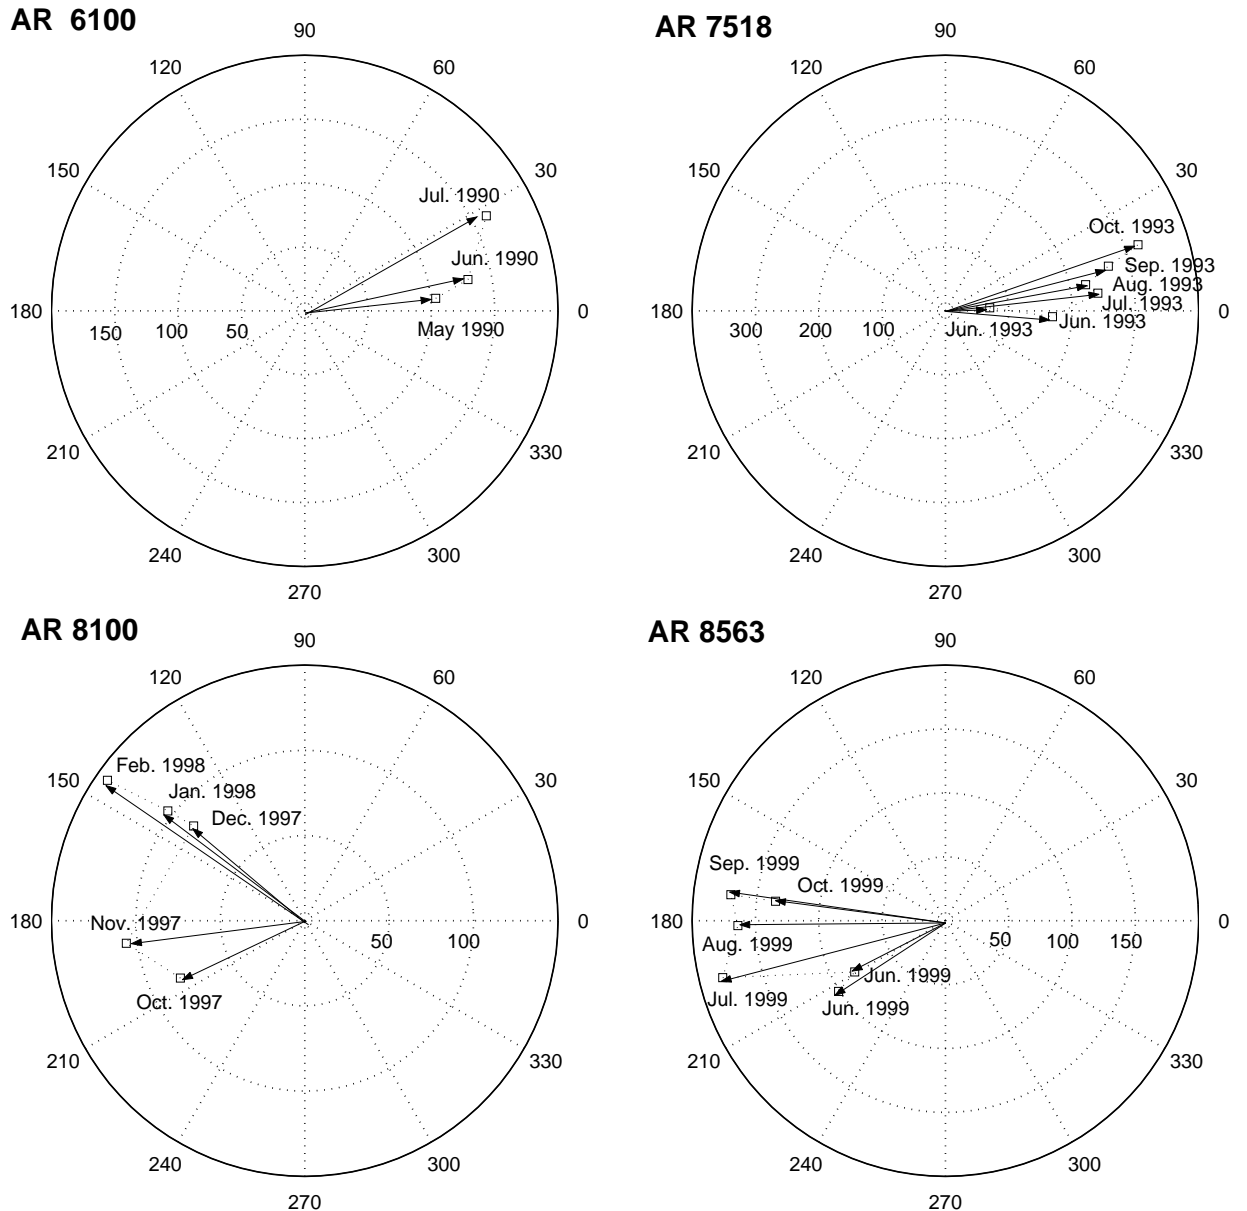 AR 6100
90
120
60
150
30
Jul. 1990
Jun. 1990
180
150
100
50
0
May 1990
210
330
240
300
270
AR 7518
90
120
60
150
30
Oct. 1993
Sep. 1993
Aug. 1993
Jul. 1993
180
300
200
100
Jun. 1993
Jun. 1993
0
210
330
240
300
270
AR 8100
90
120
60
Feb. 1998
150
30
Jan. 1998
Dec. 1997
180
Nov. 1997
50
100
0
Oct. 1997
210
330
240
300
270
AR 8563
90
120
60
150
30
Sep. 1999
Oct. 1999
180
Aug. 1999
50
100
150
0
Jun. 1999
Jul. 1999
Jun. 1999
210
330
240
300
270